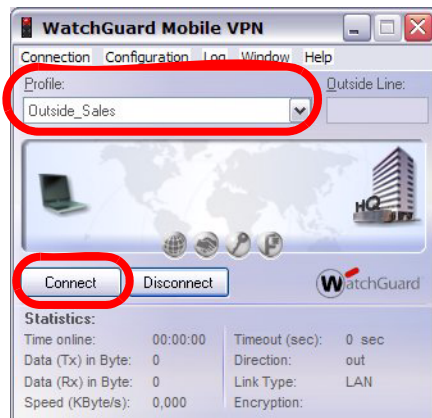 WatchGuard Mobile VPN
Connection Configuration Log Window Help
Profile: Outside Line:
Outside_Sales
HQ
Connect Disconnect WatchGuard
Statistics:
Time online: 00:00:00 Timeout (sec): 0 sec
Data (Tx) in Byte: 0 Direction: out
Data (Rx) in Byte: 0 Link Type: LAN
Speed (KByte/s): 0,000 Encryption: